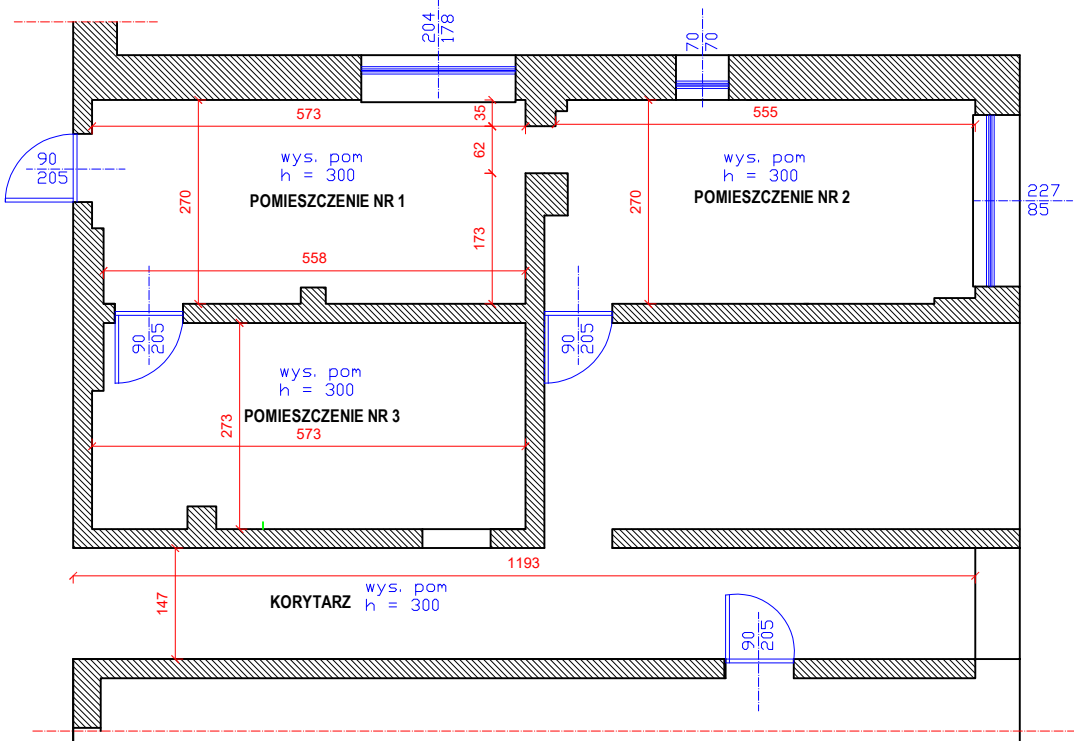 204
178
70
70
573
35
555
90
205
wys. pom
h = 300
POMIESZCZENIE NR 1
62
wys. pom
h = 300
POMIESZCZENIE NR 2
227
85
270
270
173
558
90
205
90
205
wys. pom
h = 300
POMIESZCZENIE NR 3
273
573
1193
147
KORYTARZ
wys. pom
h = 300
90
205